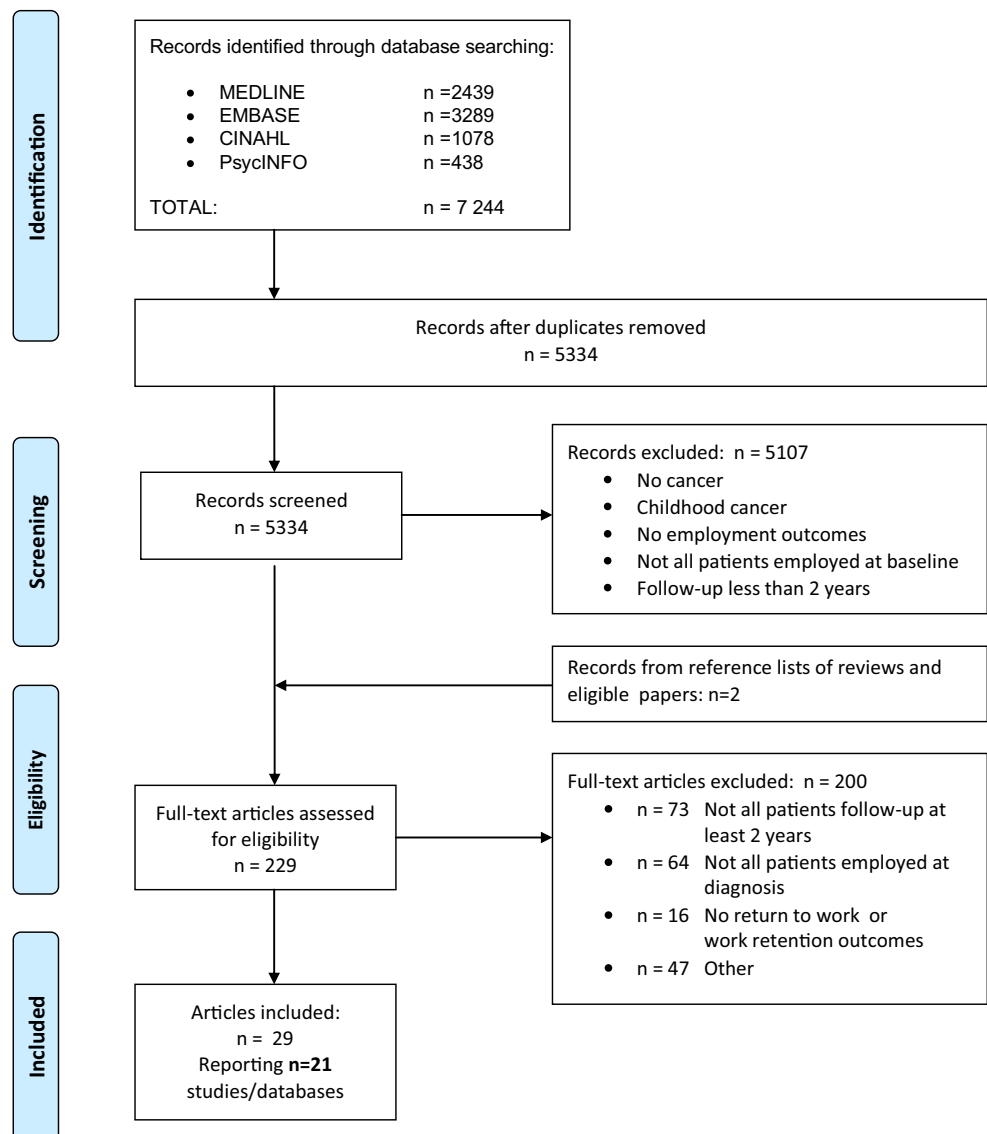 Identification
Records identified through database searching:
• MEDLINE n =2439
• EMBASE n =3289
• CINAHL n =1078
• PsycINFO n =438
TOTAL: n = 7 244
Records after duplicates removed
n = 5334
Screening
Records screened
n = 5334
Records excluded: n = 5107
• No cancer
• Childhood cancer
• No employment outcomes
• Not all patients employed at baseline
• Follow-up less than 2 years
Records from reference lists of reviews and
eligible papers: n=2
Eligibility
Full-text articles assessed
for eligibility
n = 229
Full-text articles excluded: n = 200
• n = 73 Not all patients follow-up at
least 2 years
• n = 64 Not all patients employed at
diagnosis
• n = 16 No return to work or
work retention outcomes
• n = 47 Other
Included
Articles included:
n = 29
Reporting n=21
studies/databases